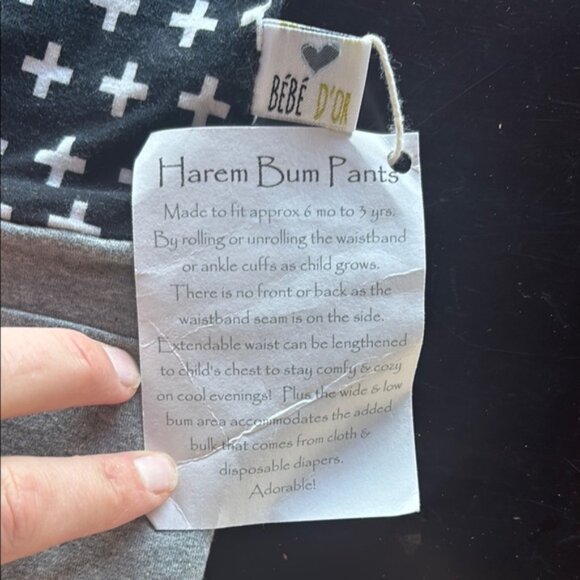 BÉBÉ D'OR
Harem Bum Pants
Made to fit approx 6 mo to 3 yrs.
By rolling or unrolling the waistband
or ankle cuffs as child grows.
There is no front or back as the
waistband seam is on the side.
Extendable waist can be lengthened
to child's chest to stay comfy & cozy
on cool evenings! Plus the wide & low
bum area accommodates the added
bulk that comes from cloth &
disposable diapers.
Adorable!